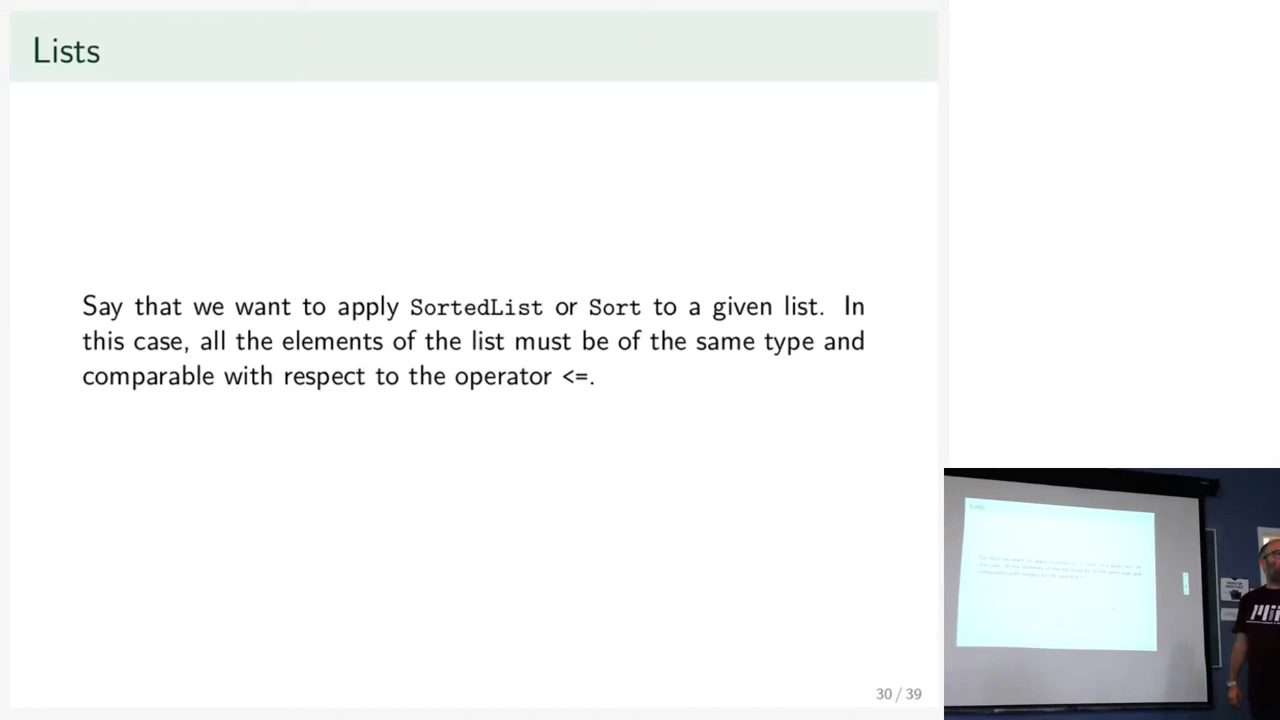 Lists
Say that we want to apply SortedList or Sort to a given list. In
this case, all the elements of the list must be of the same type and
comparable with respect to the operator <=.
30 / 39
Lists